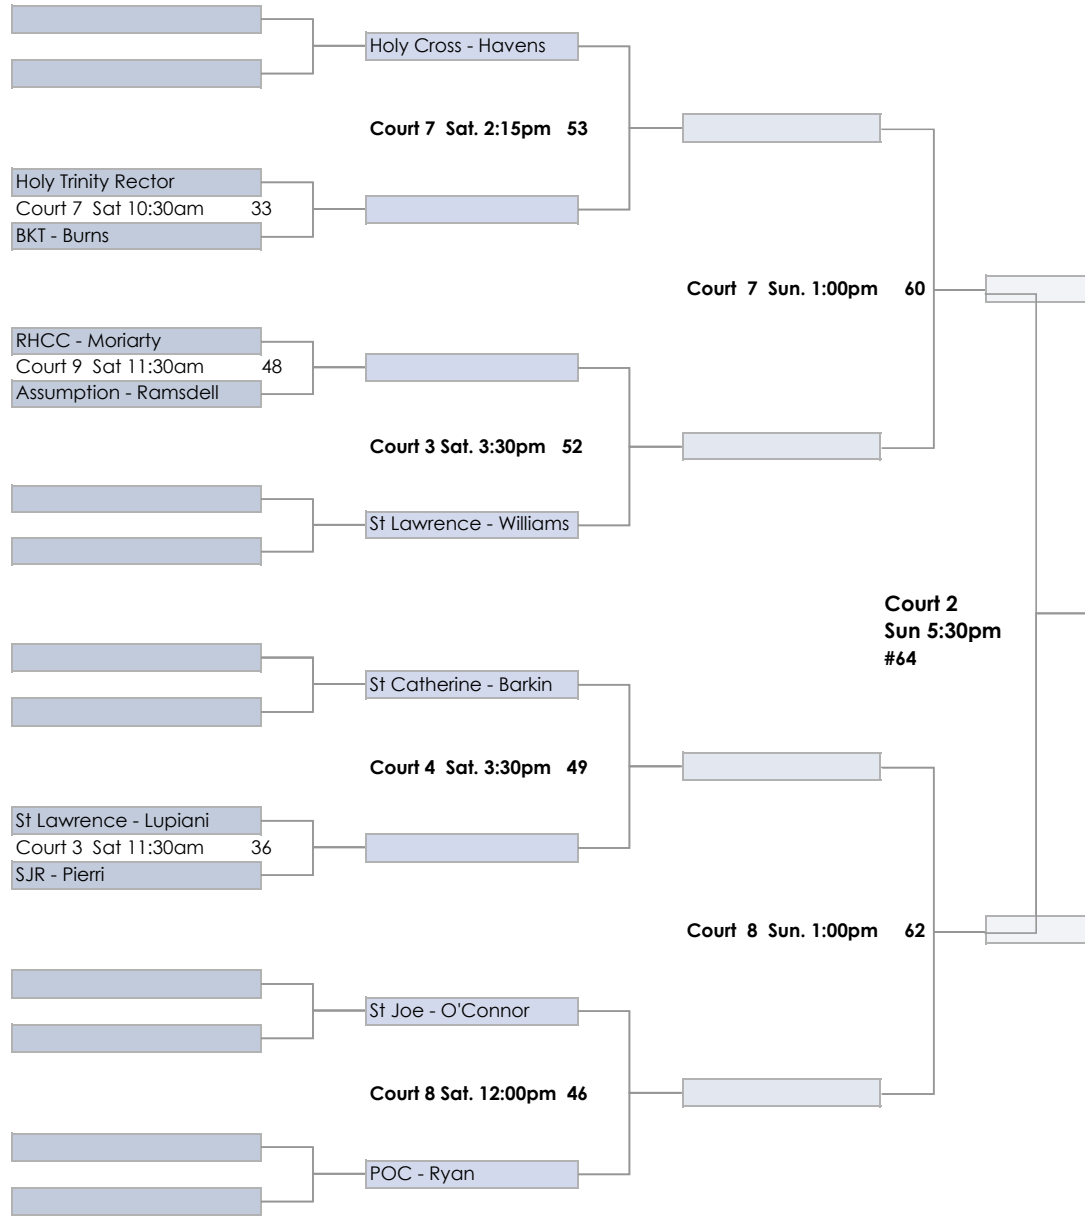 Holy Cross - Havens
Court 7  Sat. 2:15pm   53
Holy Trinity Rector
Court 7  Sat 10:30am   33
BKT - Burns
Court  7  Sun. 1:00pm   60
RHCC - Moriarty
Court 9  Sat 11:30am   48
Assumption - Ramsdell
Court 3 Sat. 3:30pm   52
St Lawrence - Williams
Court 2
Sun 5:30pm
#64
St Catherine - Barkin
Court 4  Sat. 3:30pm   49
St Lawrence - Lupiani
Court 3  Sat 11:30am   36
SJR - Pierri
Court  8  Sun. 1:00pm   62
St Joe - O'Connor
Court 8 Sat. 12:00pm  46
POC - Ryan